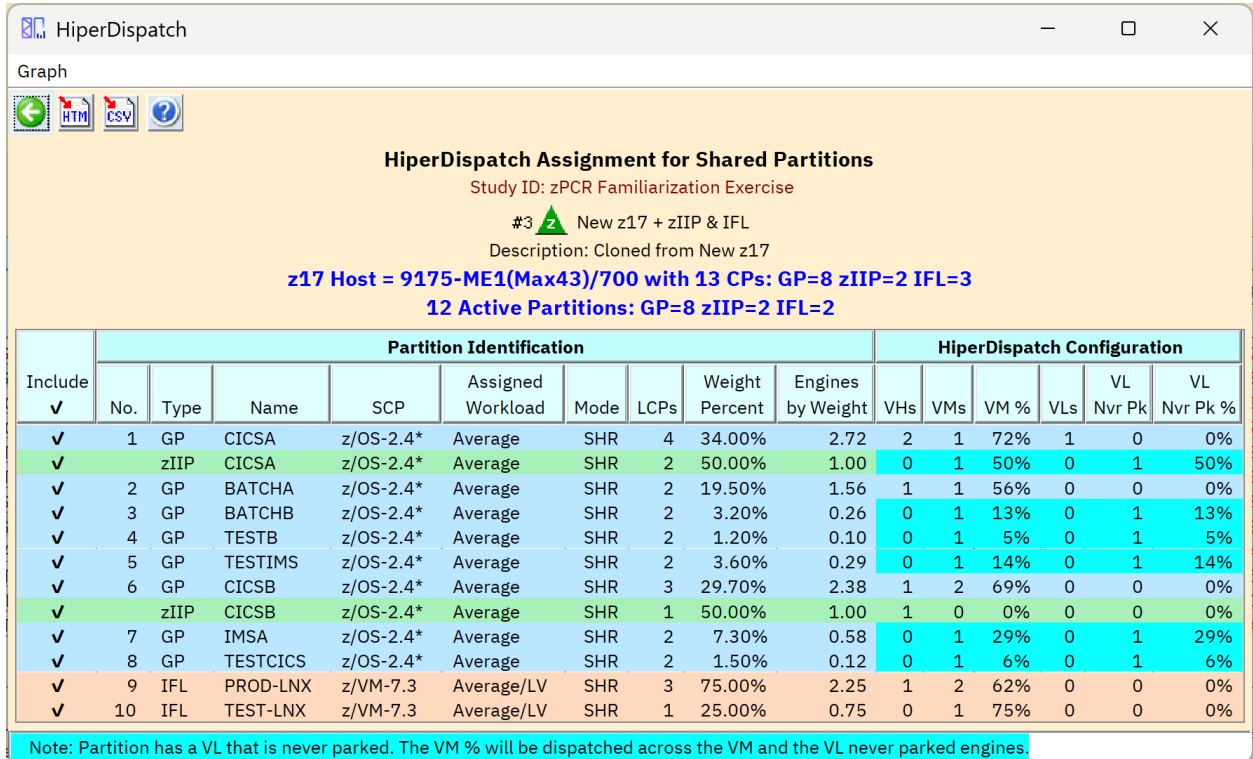 HiperDispatch
Graph
HTM CSV ?
HiperDispatch Assignment for Shared Partitions
Study ID: zPCR Familiarization Exercise
#3 z New z17 + zIIP & IFL
Description: Cloned from New z17
z17 Host = 9175-ME1(Max43)/700 with 13 CPs: GP=8 zIIP=2 IFL=3
12 Active Partitions: GP=8 zIIP=2 IFL=2
Partition Identification HiperDispatch Configuration
Include Assigned Weight Engines VL VL
✔ No. Type Name SCP Workload Mode LCPs Percent by Weight VHs VMs VM % VLs Nvr Pk Nvr Pk %
✔ 1 GP CICSA z/OS-2.4* Average SHR 4 34.00% 2.72 2 1 72% 1 0 0%
✔ zIIP CICSA z/OS-2.4* Average SHR 2 50.00% 1.00 0 1 50% 0 1 50%
✔ 2 GP BATCHA z/OS-2.4* Average SHR 2 19.50% 1.56 1 1 56% 0 0 0%
✔ 3 GP BATCHB z/OS-2.4* Average SHR 2 3.20% 0.26 0 1 13% 0 1 13%
✔ 4 GP TESTB z/OS-2.4* Average SHR 2 1.20% 0.10 0 1 5% 0 1 5%
✔ 5 GP TESTIMS z/OS-2.4* Average SHR 2 3.60% 0.29 0 1 14% 0 1 14%
✔ 6 GP CICSB z/OS-2.4* Average SHR 3 29.70% 2.38 1 2 69% 0 0 0%
✔ zIIP CICSB z/OS-2.4* Average SHR 1 50.00% 1.00 1 0 0% 0 0 0%
✔ 7 GP IMSA z/OS-2.4* Average SHR 2 7.30% 0.58 0 1 29% 0 1 29%
✔ 8 GP TESTCICS z/OS-2.4* Average SHR 2 1.50% 0.12 0 1 6% 0 1 6%
✔ 9 IFL PROD-LNX z/VM-7.3 Average/LV SHR 3 75.00% 2.25 1 2 62% 0 0 0%
✔ 10 IFL TEST-LNX z/VM-7.3 Average/LV SHR 1 25.00% 0.75 0 1 75% 0 0 0%
Note: Partition has a VL that is never parked. The VM % will be dispatched across the VM and the VL never parked engines.